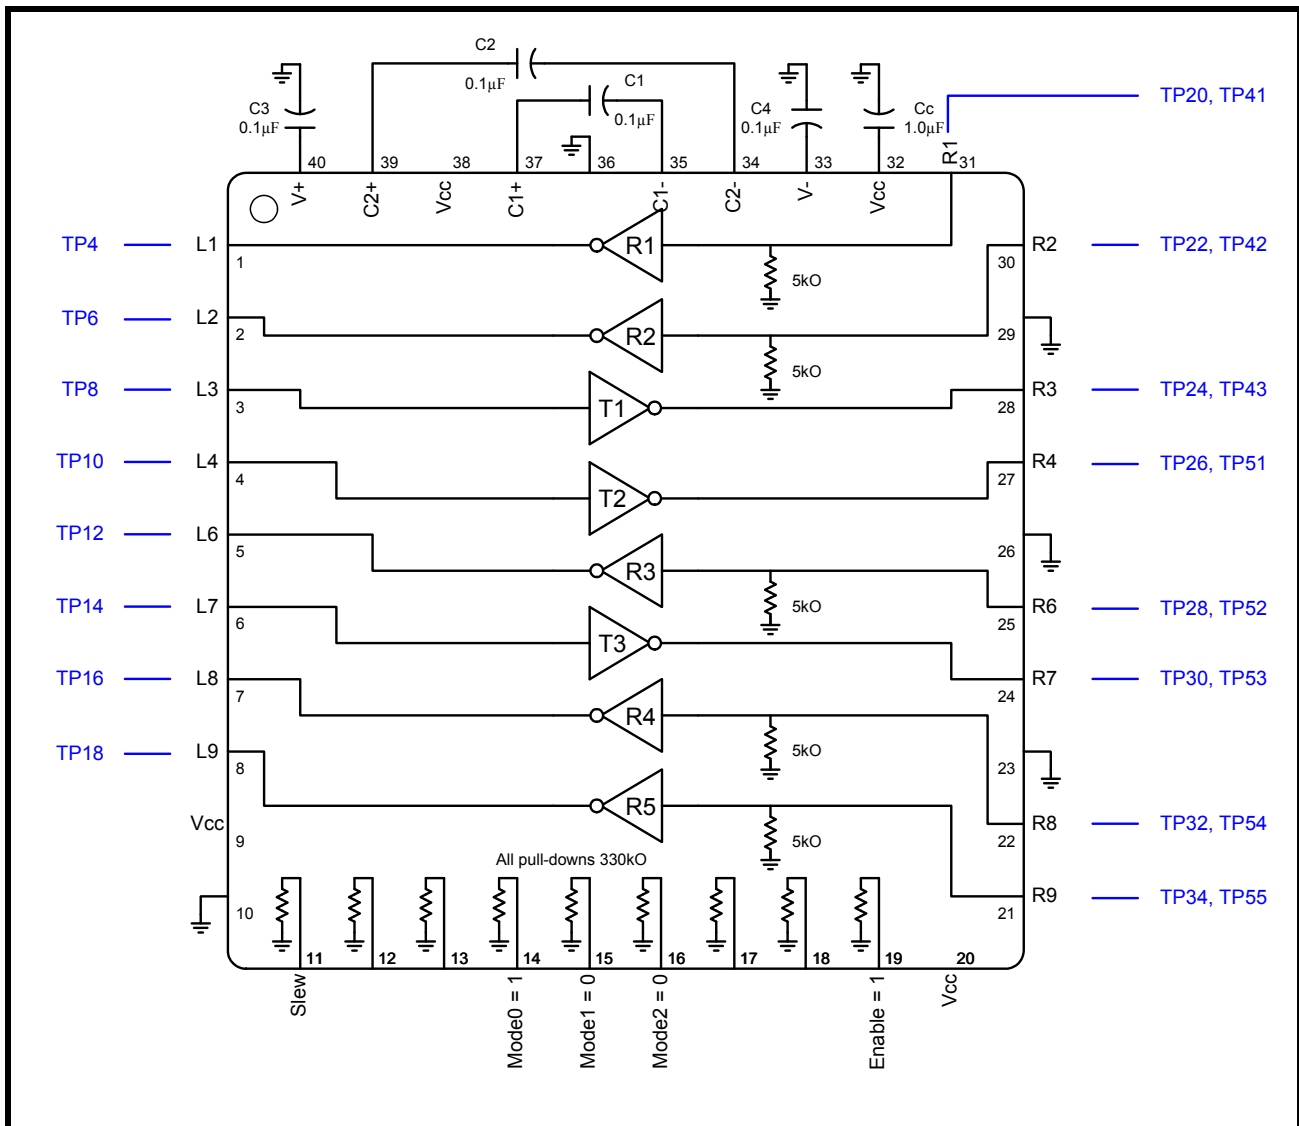 C2
0.1µF
C1
0.1µF
C3
0.1µF
C4
0.1µF
Cc
1.0µF
TP20, TP41
R1
40 39 38 37 36 35 34 33 32 31
V+ C2+ Vcc C1+ C1- C2- V- Vcc
TP4 L1 1 R1 5kO 30 R2 TP22, TP42
TP6 L2 2 R2 5kO 29
TP8 L3 3 T1 28 R3 TP24, TP43
TP10 L4 4 T2 27 R4 TP26, TP51
TP12 L6 5 R3 5kO 26
TP14 L7 6 T3 25 R6 TP28, TP52
TP16 L8 7 R4 5kO 24 R7 TP30, TP53
TP18 L9 8 R5 5kO 23
Vcc 9 22 R8 TP32, TP54
All pull-downs 330kO
10 21 R9 TP34, TP55
11 12 13 14 15 16 17 18 19 20
Slew Mode0 = 1 Mode1 = 0 Mode2 = 0 Enable = 1 Vcc